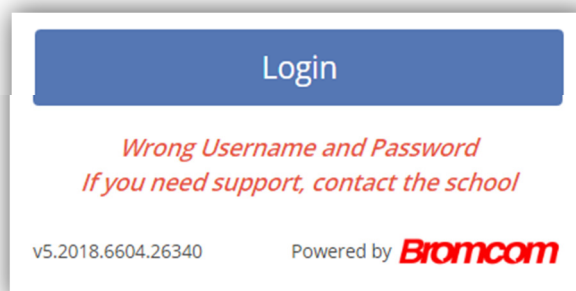 Login
Wrong Username and Password
If you need support, contact the school
v5.2018.6604.26340 Powered by Bromcom